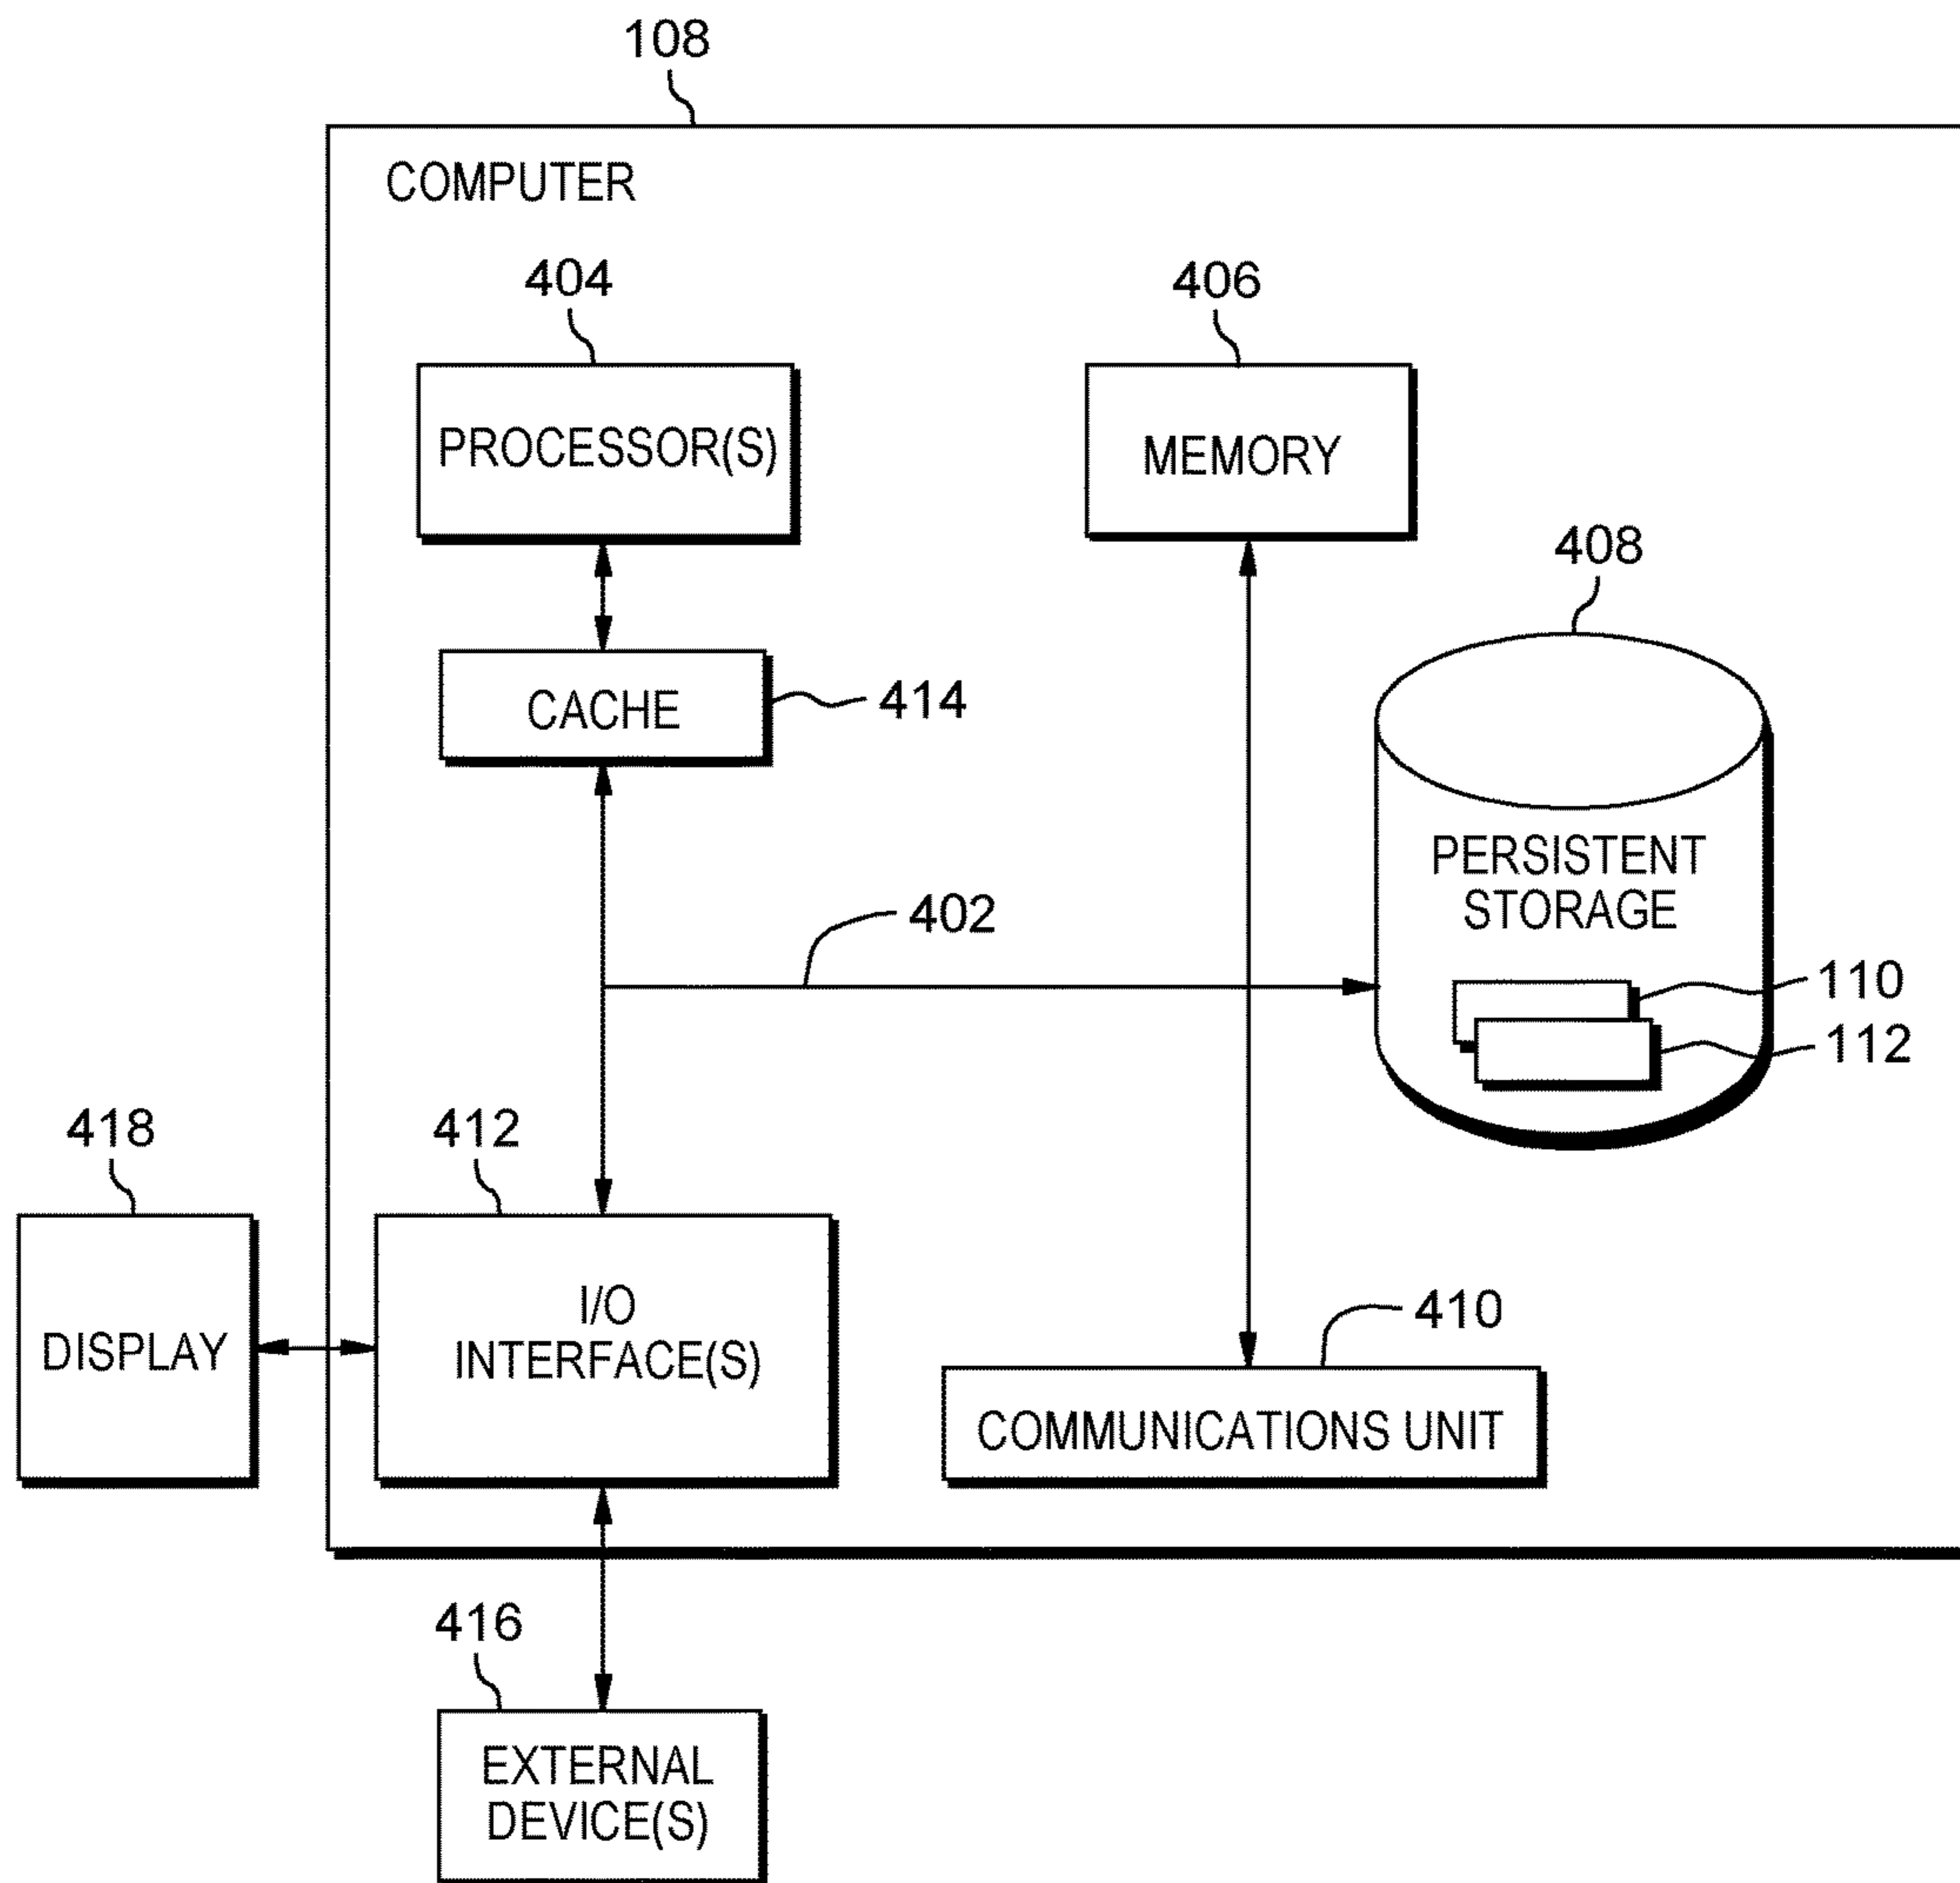 108
COMPUTER
404
406
PROCESSOR(S)
MEMORY
408
CACHE
414
PERSISTENT
STORAGE
402
110
112
418
412
I/O
INTERFACE(S)
DISPLAY
410
COMMUNICATIONS UNIT
416
EXTERNAL
DEVICE(S)